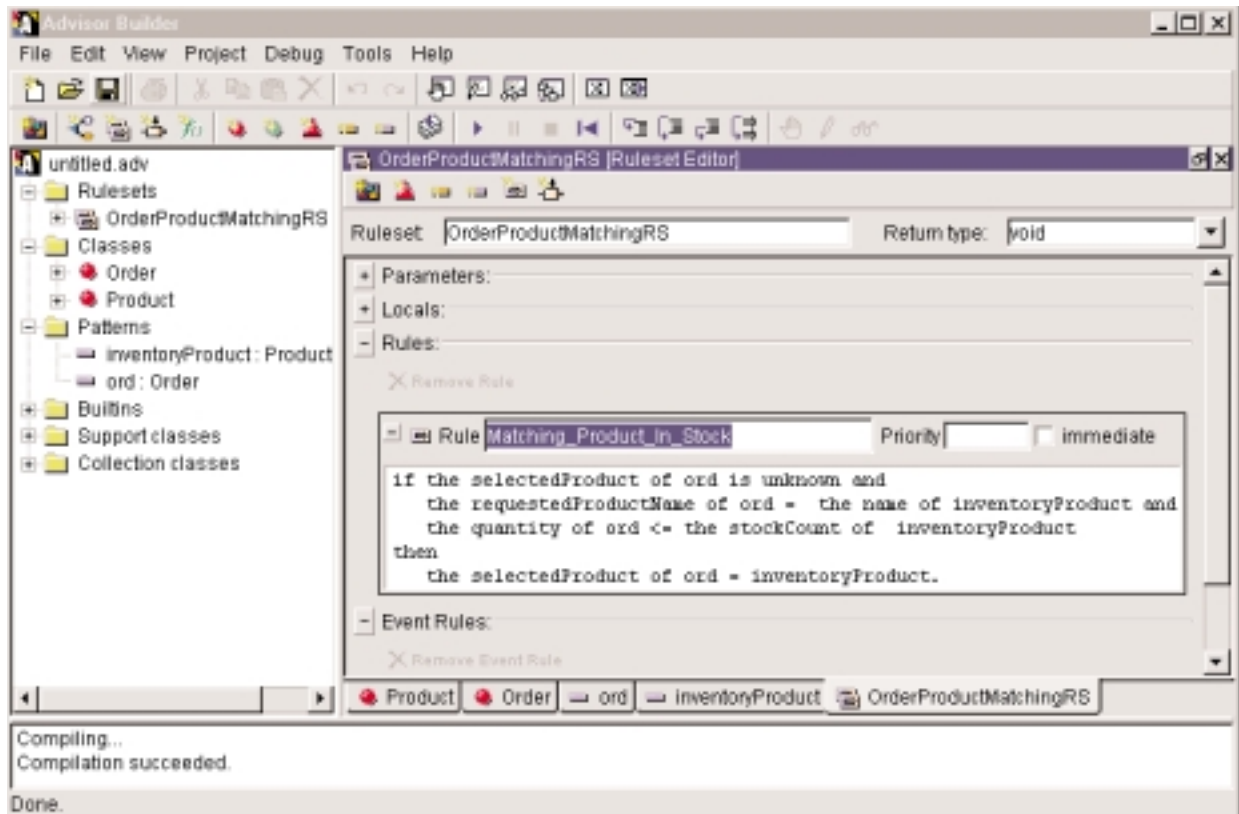 Advisor Builder
File Edit View Project Debug Tools Help
untitled.adv
Rulesets
OrderProductMatchingRS
Classes
Order
Product
Patterns
inventoryProduct : Product
ord : Order
Builtins
Support classes
Collection classes
OrderProductMatchingRS [Ruleset Editor]
Ruleset: OrderProductMatchingRS Return type: void
Parameters:
Locals:
Rules:
Remove Rule
Rule Matching_Product_In_Stock Priority immediate
if the selectedProduct of ord is unknown and
the requestedProductName of ord = the name of inventoryProduct and
the quantity of ord <= the stockCount of inventoryProduct
then
the selectedProduct of ord = inventoryProduct.
Event Rules:
Remove Event Rule
Product Order ord inventoryProduct OrderProductMatchingRS
Compiling...
Compilation succeeded.
Done.